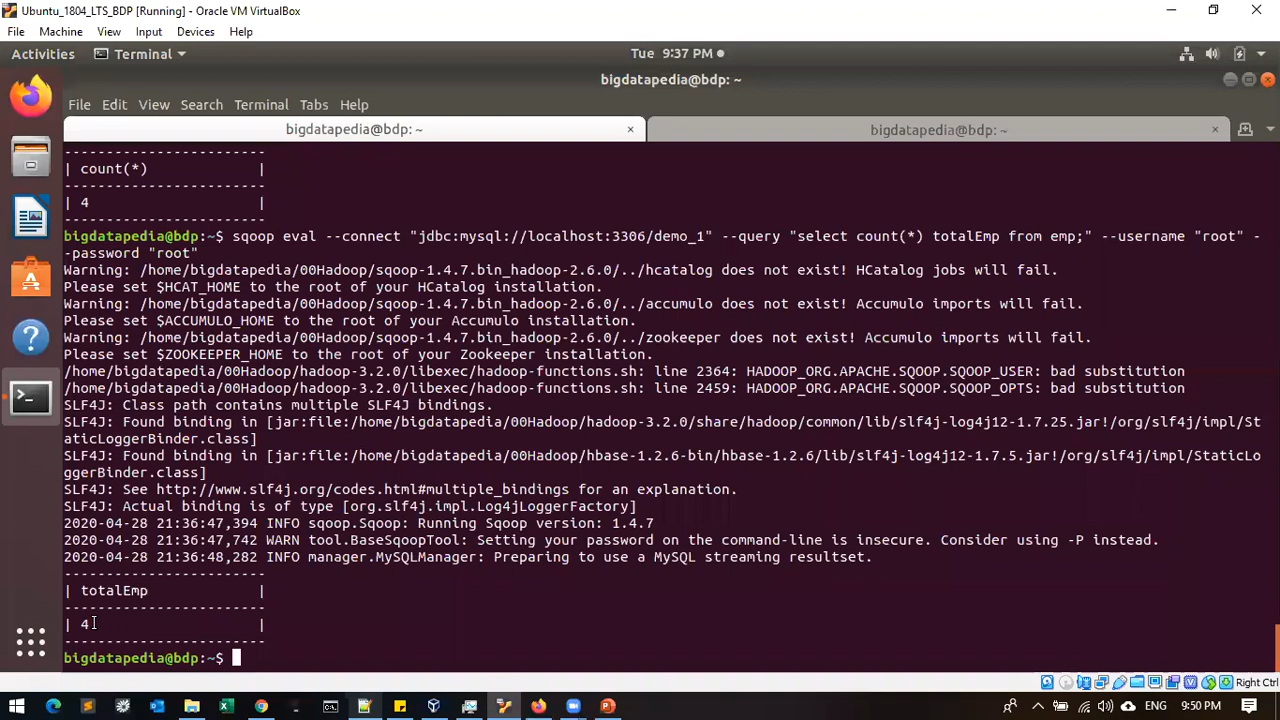 Ubuntu_1804_LTS_BDP [Running] - Oracle VM VirtualBox
File Machine View Input Devices Help
Activities Terminal Tue 9:37 PM
bigdatapedia@bdp: ~
File Edit View Search Terminal Tabs Help
bigdatapedia@bdp: ~ × bigdatapedia@bdp: ~ ×
------------------------
| count(*) |
------------------------
| 4 |
------------------------
bigdatapedia@bdp:~$ sqoop eval --connect "jdbc:mysql://localhost:3306/demo_1" --query "select count(*) totalEmp from emp;" --username "root" -
-password "root"
Warning: /home/bigdatapedia/00Hadoop/sqoop-1.4.7.bin_hadoop-2.6.0/../hcatalog does not exist! HCatalog jobs will fail.
Please set $HCAT_HOME to the root of your HCatalog installation.
Warning: /home/bigdatapedia/00Hadoop/sqoop-1.4.7.bin_hadoop-2.6.0/../accumulo does not exist! Accumulo imports will fail.
Please set $ACCUMULO_HOME to the root of your Accumulo installation.
Warning: /home/bigdatapedia/00Hadoop/sqoop-1.4.7.bin_hadoop-2.6.0/../zookeeper does not exist! Accumulo imports will fail.
Please set $ZOOKEEPER_HOME to the root of your Zookeeper installation.
/home/bigdatapedia/00Hadoop/hadoop-3.2.0/libexec/hadoop-functions.sh: line 2364: HADOOP_ORG.APACHE.SQOOP.SQOOP_USER: bad substitution
/home/bigdatapedia/00Hadoop/hadoop-3.2.0/libexec/hadoop-functions.sh: line 2459: HADOOP_ORG.APACHE.SQOOP.SQOOP_OPTS: bad substitution
SLF4J: Class path contains multiple SLF4J bindings.
SLF4J: Found binding in [jar:file:/home/bigdatapedia/00Hadoop/hadoop-3.2.0/share/hadoop/common/lib/slf4j-log4j12-1.7.25.jar!/org/slf4j/impl/St
aticLoggerBinder.class]
SLF4J: Found binding in [jar:file:/home/bigdatapedia/00Hadoop/hbase-1.2.6-bin/hbase-1.2.6/lib/slf4j-log4j12-1.7.5.jar!/org/slf4j/impl/StaticLo
ggerBinder.class]
SLF4J: See http://www.slf4j.org/codes.html#multiple_bindings for an explanation.
SLF4J: Actual binding is of type [org.slf4j.impl.Log4jLoggerFactory]
2020-04-28 21:36:47,394 INFO sqoop.Sqoop: Running Sqoop version: 1.4.7
2020-04-28 21:36:47,742 WARN tool.BaseSqoopTool: Setting your password on the command-line is insecure. Consider using -P instead.
2020-04-28 21:36:48,282 INFO manager.MySQLManager: Preparing to use a MySQL streaming resultset.
------------------------
| totalEmp |
------------------------
| 4 |
------------------------
bigdatapedia@bdp:~$
Right Ctrl
ENG 9:50 PM